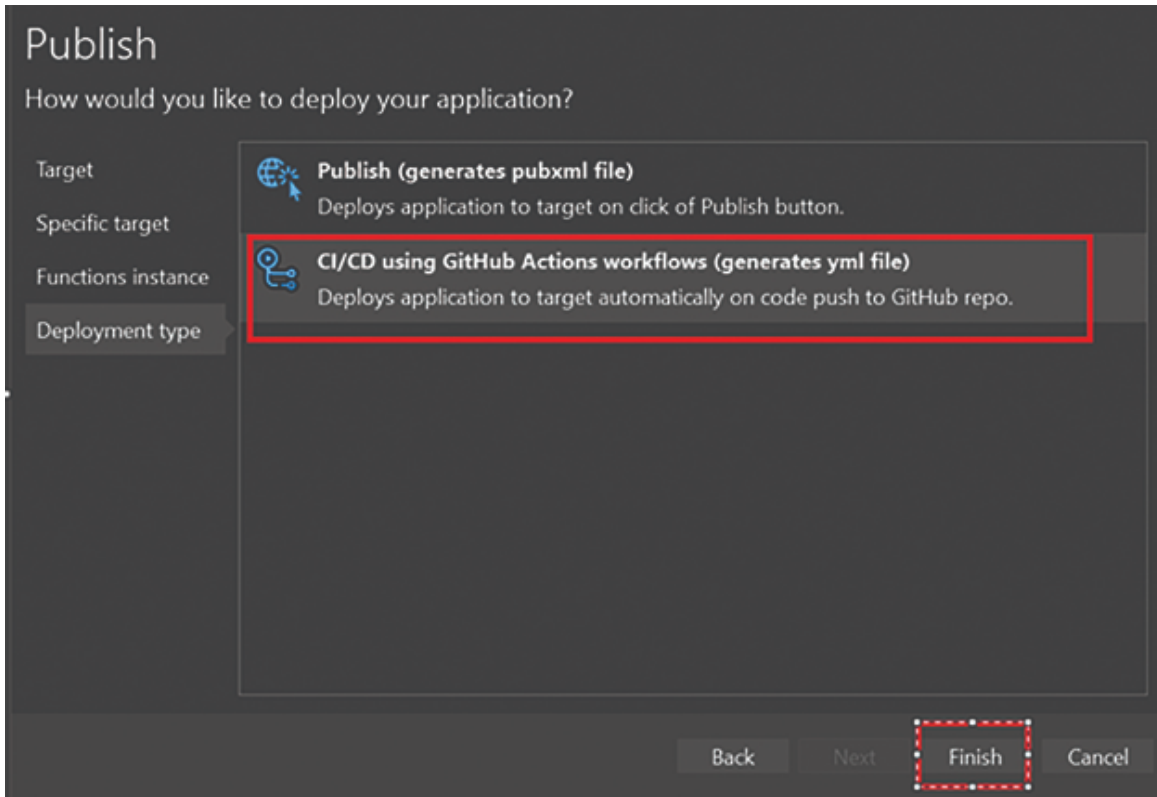 Publish
How would you like to deploy your application?
Target
Specific target
Functions instance
Deployment type
Publish (generates pubxml file)
Deploys application to target on click of Publish button.
CI/CD using GitHub Actions workflows (generates yml file)
Deploys application to target automatically on code push to GitHub repo.
Back
Next
Finish
Cancel